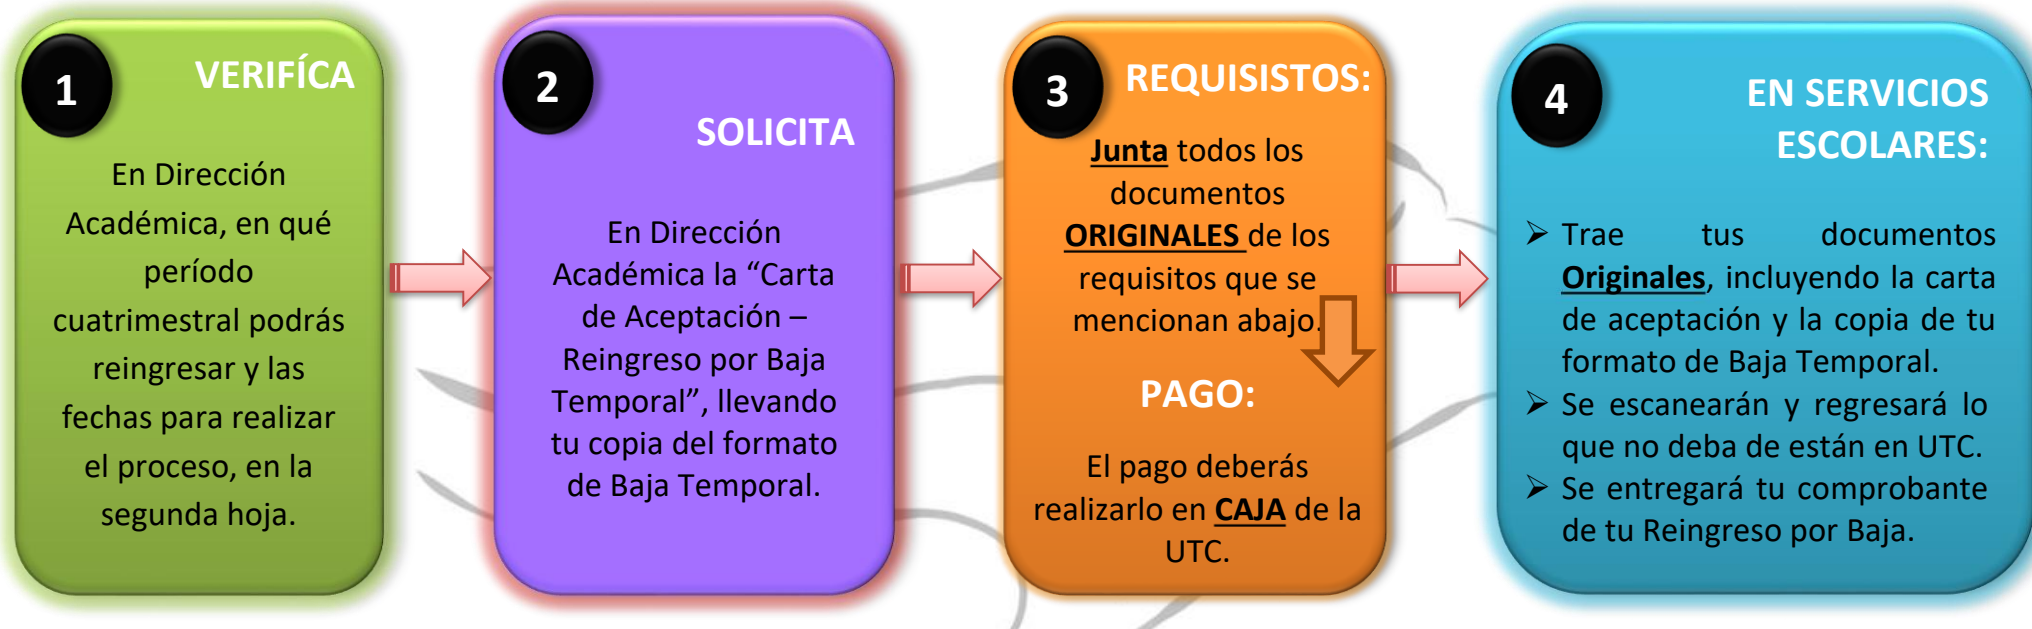 1
VERIFÍCA
En Dirección
Académica, en qué
período
cuatrimestral podrás
reingresar y las
fechas para realizar
el proceso, en la
segunda hoja.
2
SOLICITA
En Dirección
Académica la “Carta
de Aceptación –
Reingreso por Baja
Temporal”, llevando
tu copia del formato
de Baja Temporal.
3
REQUISISTOS:
Junta todos los
documentos
ORIGINALES de los
requisitos que se
mencionan abajo.
PAGO:
El pago deberás
realizarlo en CAJA de la
UTC.
4
EN SERVICIOS
ESCOLARES:
➢ Trae tus documentos
Originales, incluyendo la carta
de aceptación y la copia de tu
formato de Baja Temporal.
➢ Se escanearán y regresará lo
que no deba de están en UTC.
➢ Se entregará tu comprobante
de tu Reingreso por Baja.